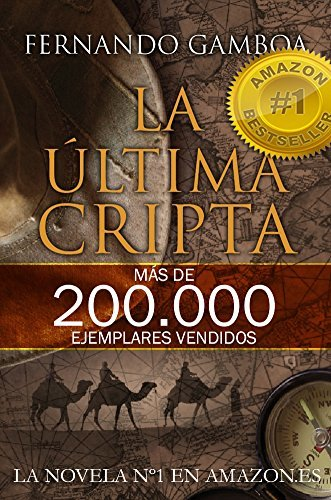 FERNANDO GAMBOA
AMAZON
#1
BESTSELLER
LA
ÚLTIMA
CRIPTA
MÁS DE
200.000
EJEMPLARES VENDIDOS
LA NOVELA Nº1 EN AMAZON.ES